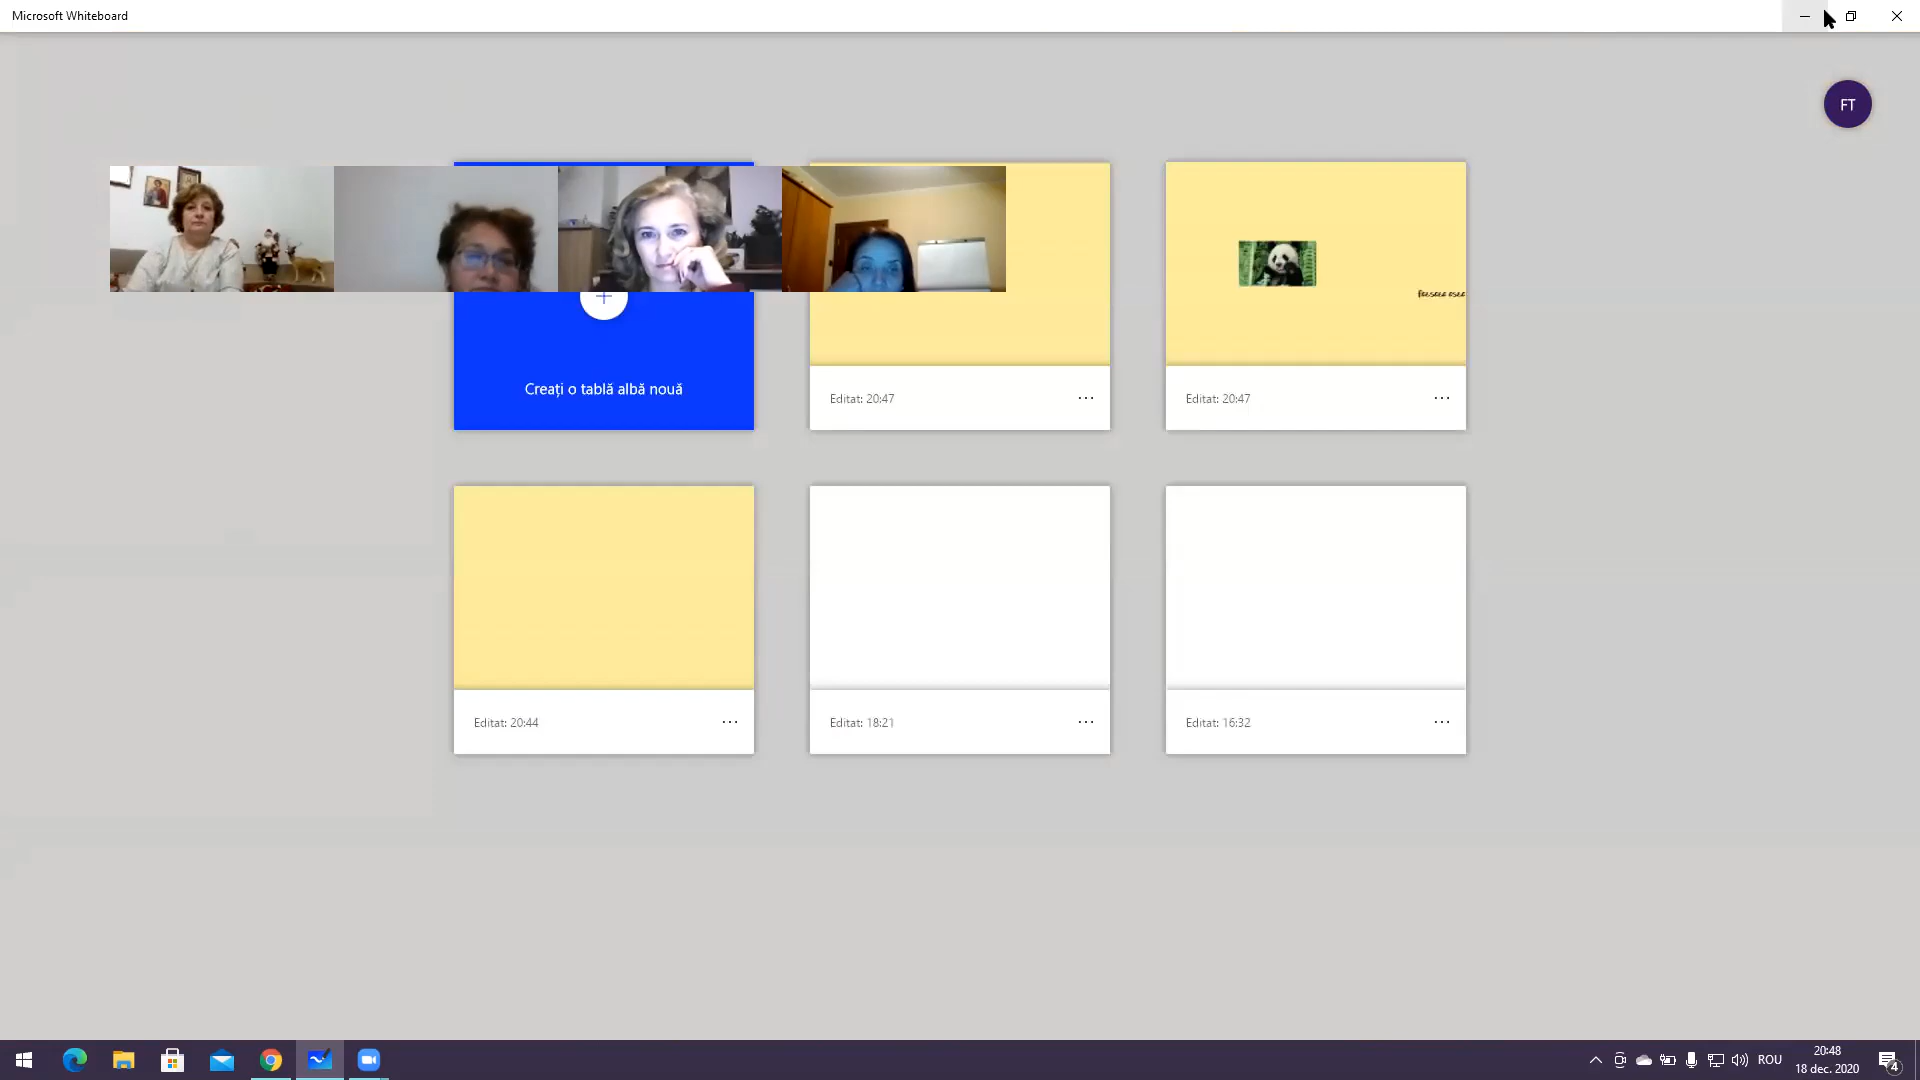 Microsoft Whiteboard
FT
Creați o tablă albă nouă
Editat: 20:47
Editat: 20:47
Editat: 20:44
Editat: 18:21
Editat: 16:32
ROU
20:48
18 dec. 2020
4